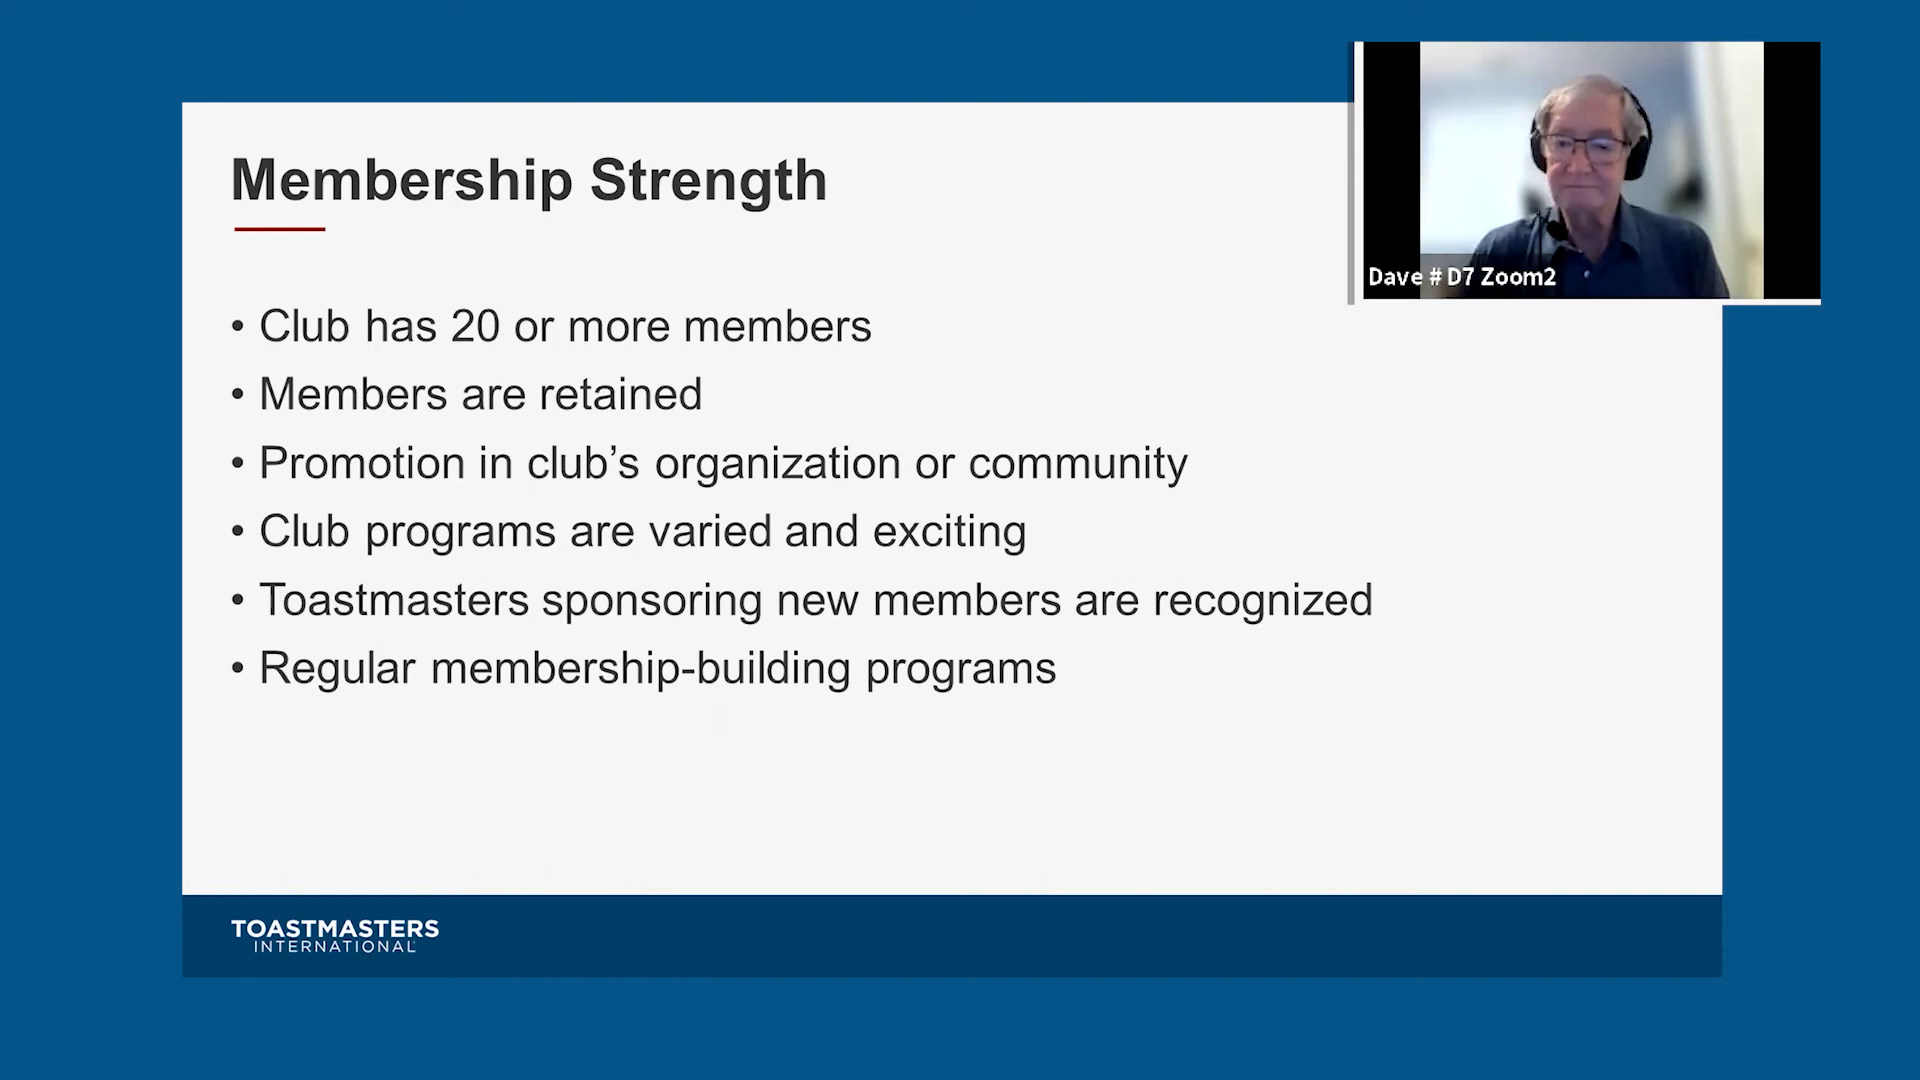 Membership Strength
• Club has 20 or more members
• Members are retained
• Promotion in club’s organization or community
• Club programs are varied and exciting
• Toastmasters sponsoring new members are recognized
• Regular membership-building programs
Dave # D7 Zoom2
TOASTMASTERS
INTERNATIONAL